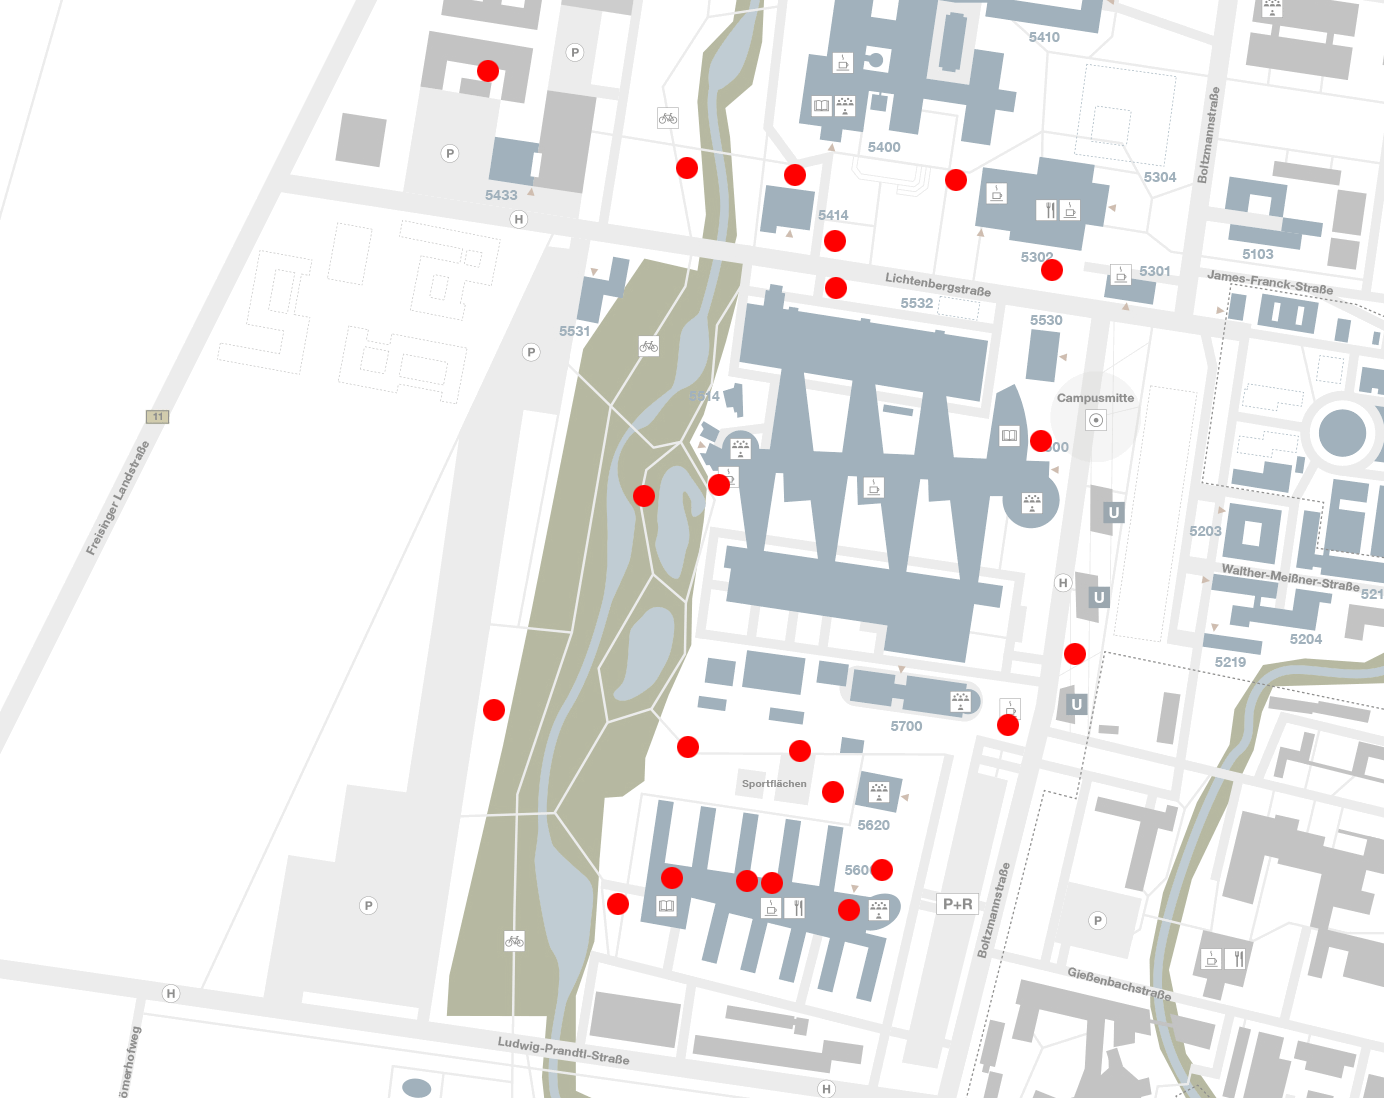 5410
P
5400
P
5433
H
5414
5304
Boltzmannstraße
5302
5301
5103
James-Franck-Straße
Lichtenbergstraße
5532
5530
5531
P
5514
Campusmitte
11
Freisinger Landstraße
U
5203
Walther-Meißner-Straße
H
U
5204
5219
U
5700
Sportflächen
5620
P
P+R
P
Boltzmannstraße
Gießenbachstraße
H
Ludwig-Prandtl-Straße
H